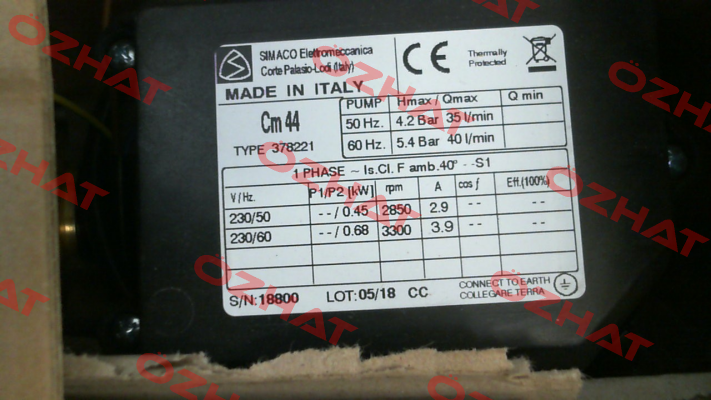 SIMACO Elettromeccanica
Corte Palasio-Lodi (Italy)
CE
Thermally
Protected
MADE IN ITALY
Cm 44
TYPE 378221
PUMP Hmax / Qmax Q min
50 Hz. 4.2 Bar 35 l/min
60 Hz. 5.4 Bar 40 l/min
1 PHASE ~ Is.Cl. F amb.40° - -S1
V/Hz. P1/P2 [kW] rpm A cos ƒ Eff.(100%)
230/50 - - / 0.45 2850 2.9 - - - -
230/60 - - / 0.68 3300 3.9 - - - -
S/N:18800 LOT: 05/18 CC
CONNECT TO EARTH
COLLEGARE TERRA
OZHAT
OZHAT
OZHAT
OZHAT
OZHAT
OZHAT
OZHAT
OZHAT
OZHAT
OZHAT